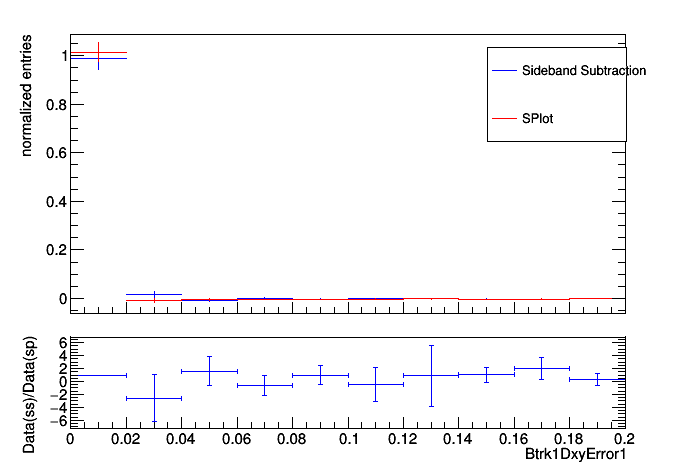 normalized entries
1
0.8
0.6
0.4
0.2
0
Sideband Subtraction
SPlot
Data(ss)/Data(sp)
6
4
2
0
−2
−4
−6
0 0.02 0.04 0.06 0.08 0.1 0.12 0.14 0.16 0.18 0.2
Btrk1DxyError1